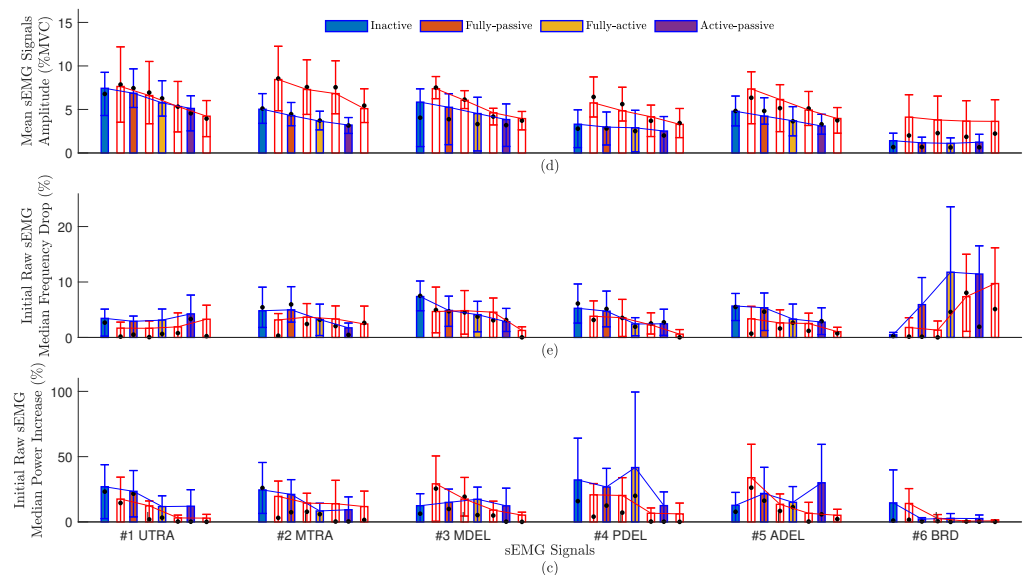 Inactive Fully-passive Fully-active Active-passive
Mean sEMG Signals
Amplitude (%MVC)
15
10
5
0
(d)
Initial Raw sEMG
Median Frequency Drop (%)
20
10
0
(e)
Initial Raw sEMG
Median Power Increase (%)
100
50
0
#1 UTRA #2 MTRA #3 MDEL #4 PDEL #5 ADEL #6 BRD
sEMG Signals
(c)